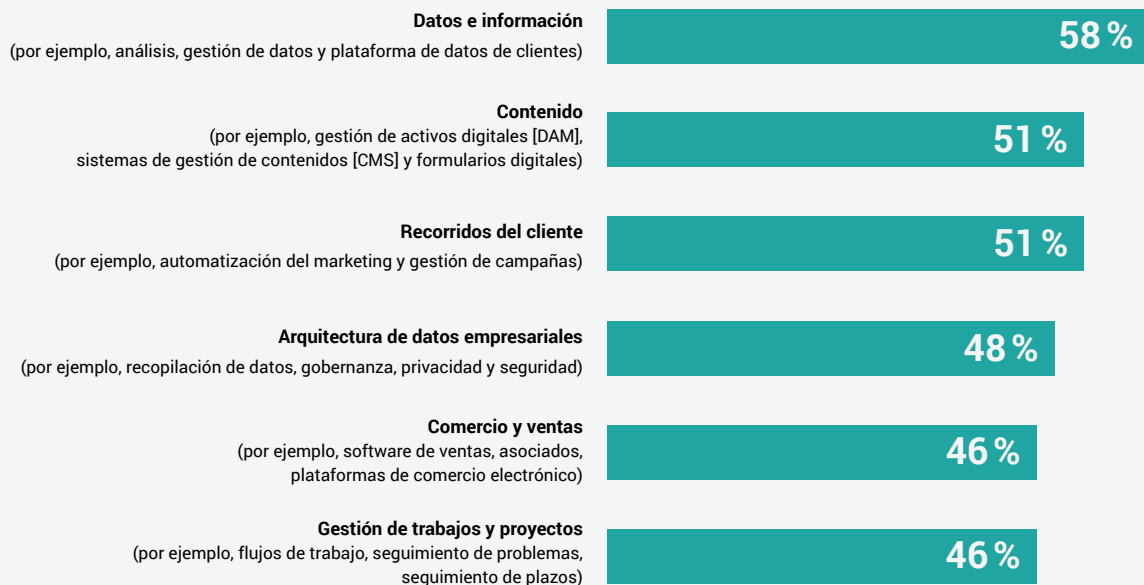 Datos e información
(por ejemplo, análisis, gestión de datos y plataforma de datos de clientes)
58 %
Contenido
(por ejemplo, gestión de activos digitales [DAM],
sistemas de gestión de contenidos [CMS] y formularios digitales)
51 %
Recorridos del cliente
(por ejemplo, automatización del marketing y gestión de campañas)
51 %
Arquitectura de datos empresariales
(por ejemplo, recopilación de datos, gobernanza, privacidad y seguridad)
48 %
Comercio y ventas
(por ejemplo, software de ventas, asociados,
plataformas de comercio electrónico)
46 %
Gestión de trabajos y proyectos
(por ejemplo, flujos de trabajo, seguimiento de problemas,
seguimiento de plazos)
46 %